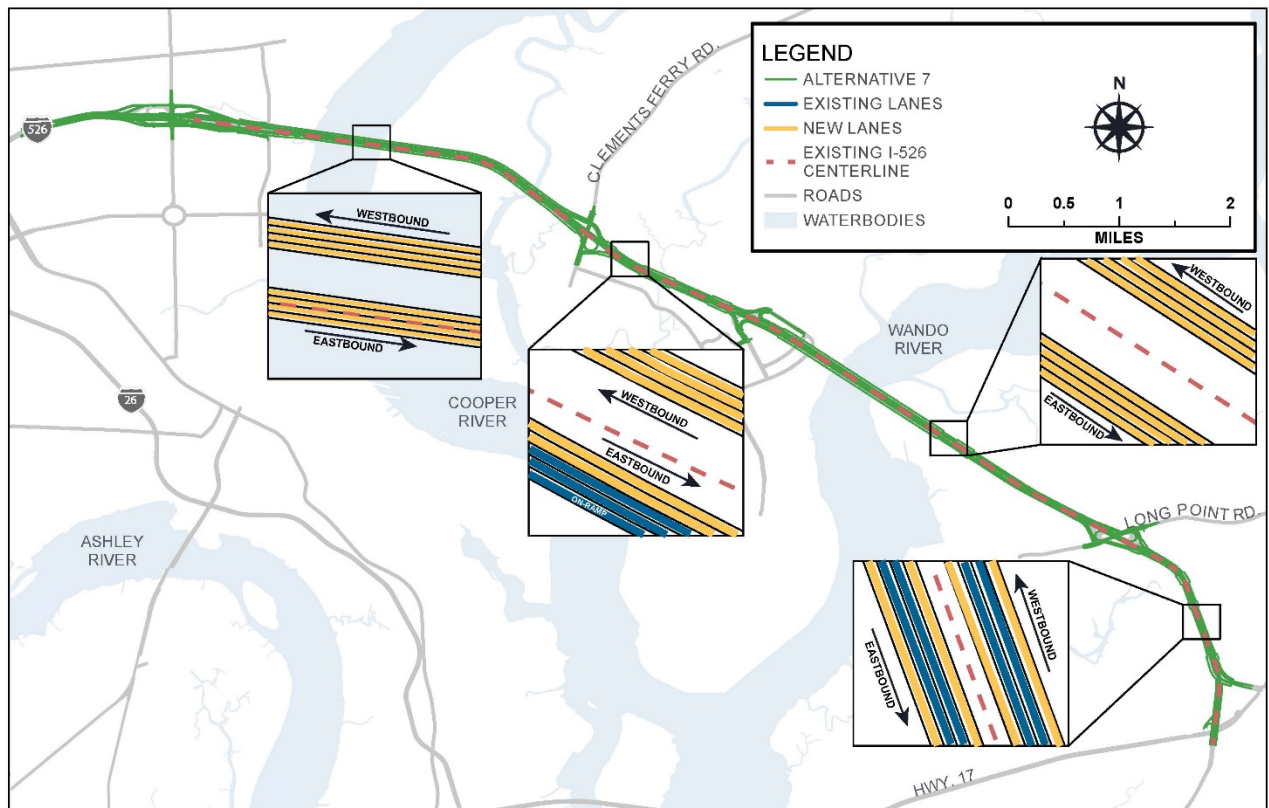 LEGEND
ALTERNATIVE 7
EXISTING LANES
NEW LANES
EXISTING I-526
CENTERLINE
ROADS
WATERBODIES
N
0 0.5 1 2
MILES
526
CLEMENTS FERRY RD.
WESTBOUND
EASTBOUND
WESTBOUND
EASTBOUND
WANDO
RIVER
26
COOPER
RIVER
WESTBOUND
EASTBOUND
ON-RAMP
LONG POINT RD.
ASHLEY
RIVER
WESTBOUND
EASTBOUND
HWY. 17